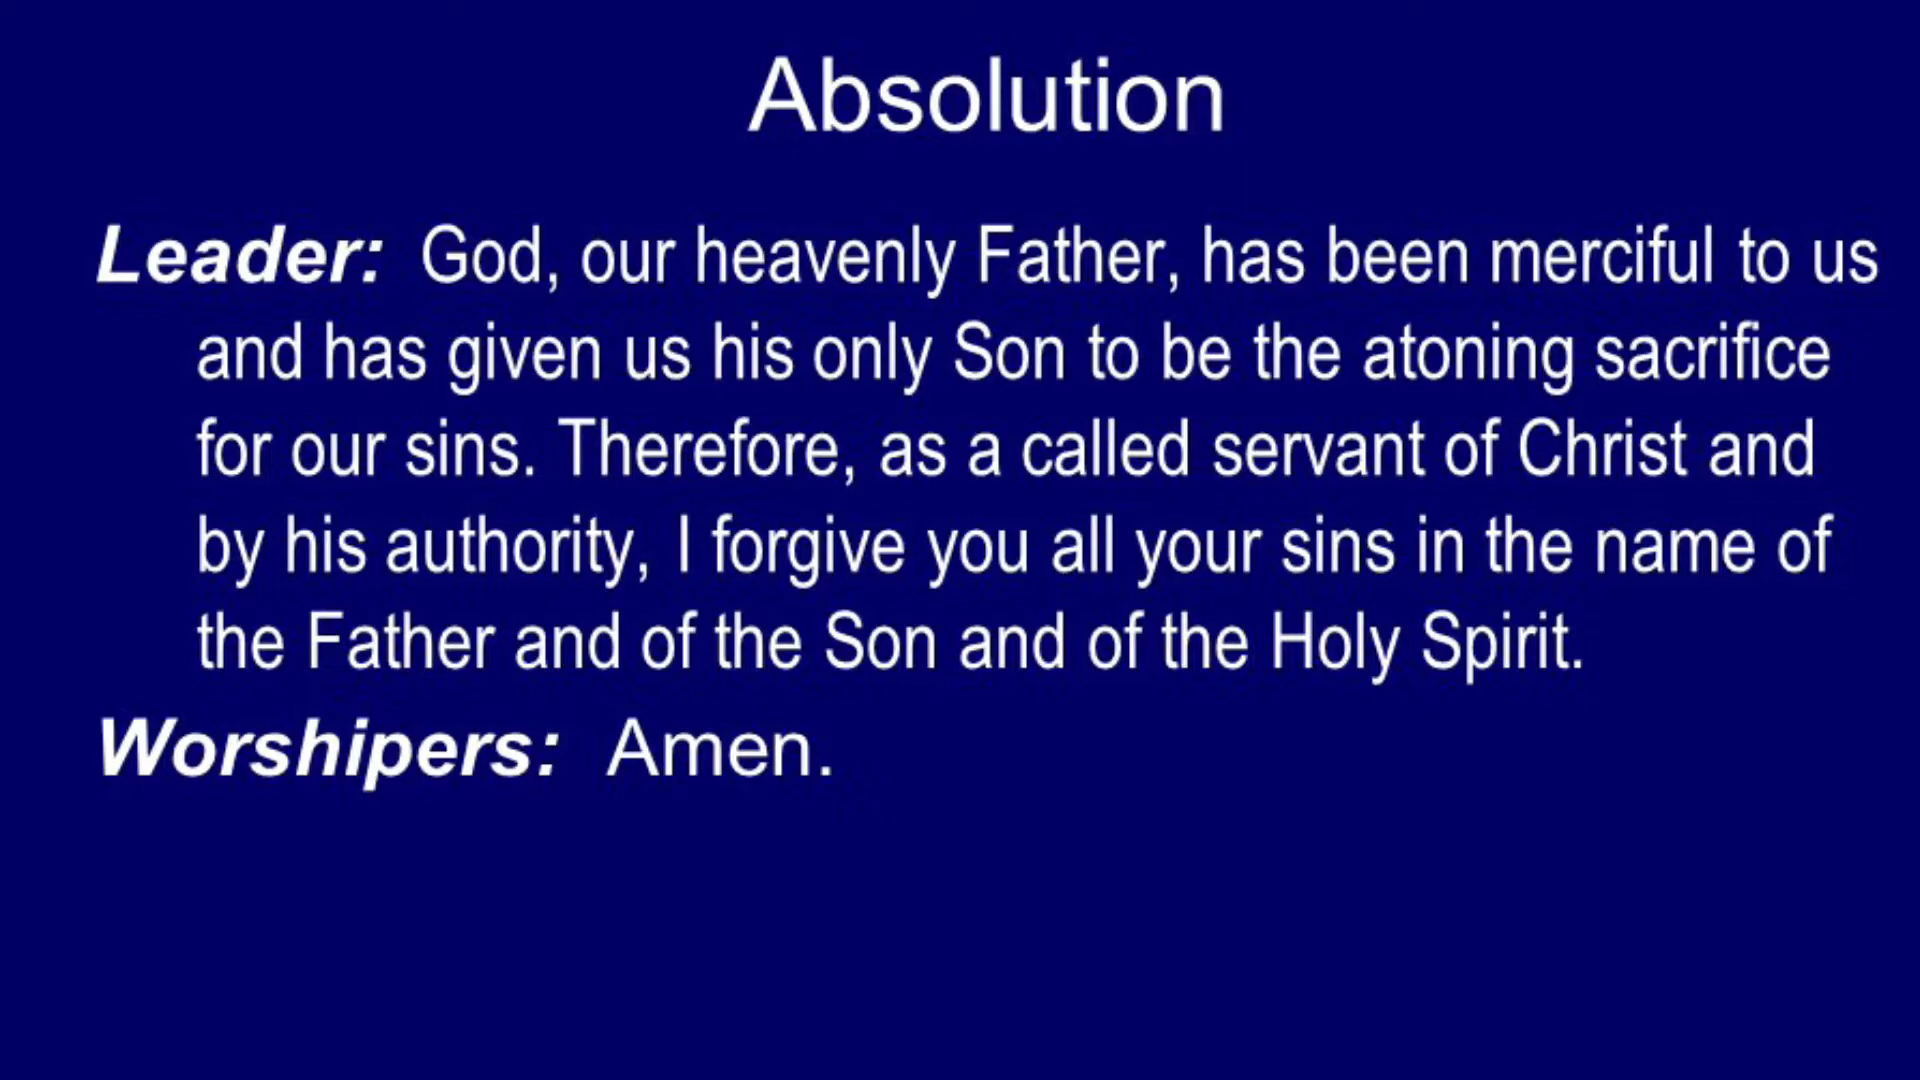 Absolution
Leader: God, our heavenly Father, has been merciful to us
and has given us his only Son to be the atoning sacrifice
for our sins. Therefore, as a called servant of Christ and
by his authority, I forgive you all your sins in the name of
the Father and of the Son and of the Holy Spirit.
Worshipers: Amen.